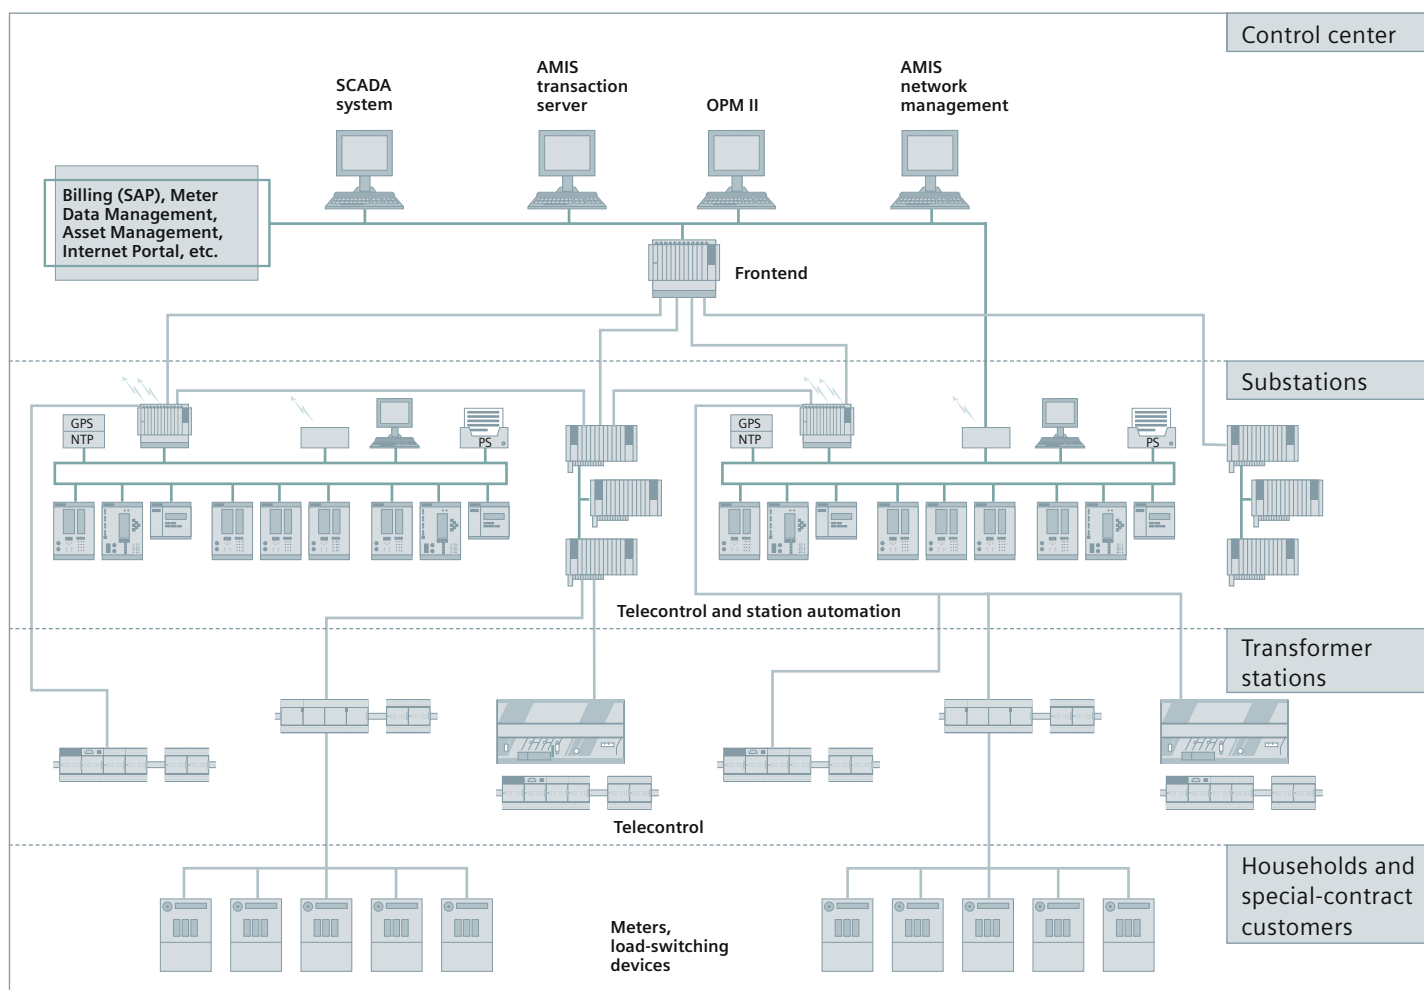 Control center
SCADA
system
AMIS
transaction
server
OPM II
AMIS
network
management
Billing (SAP), Meter
Data Management,
Asset Management,
Internet Portal, etc.
Frontend
Substations
GPS
NTP
PS
GPS
NTP
PS
Telecontrol and station automation
Transformer
stations
Telecontrol
Households and
special-contract
customers
Meters,
load-switching
devices